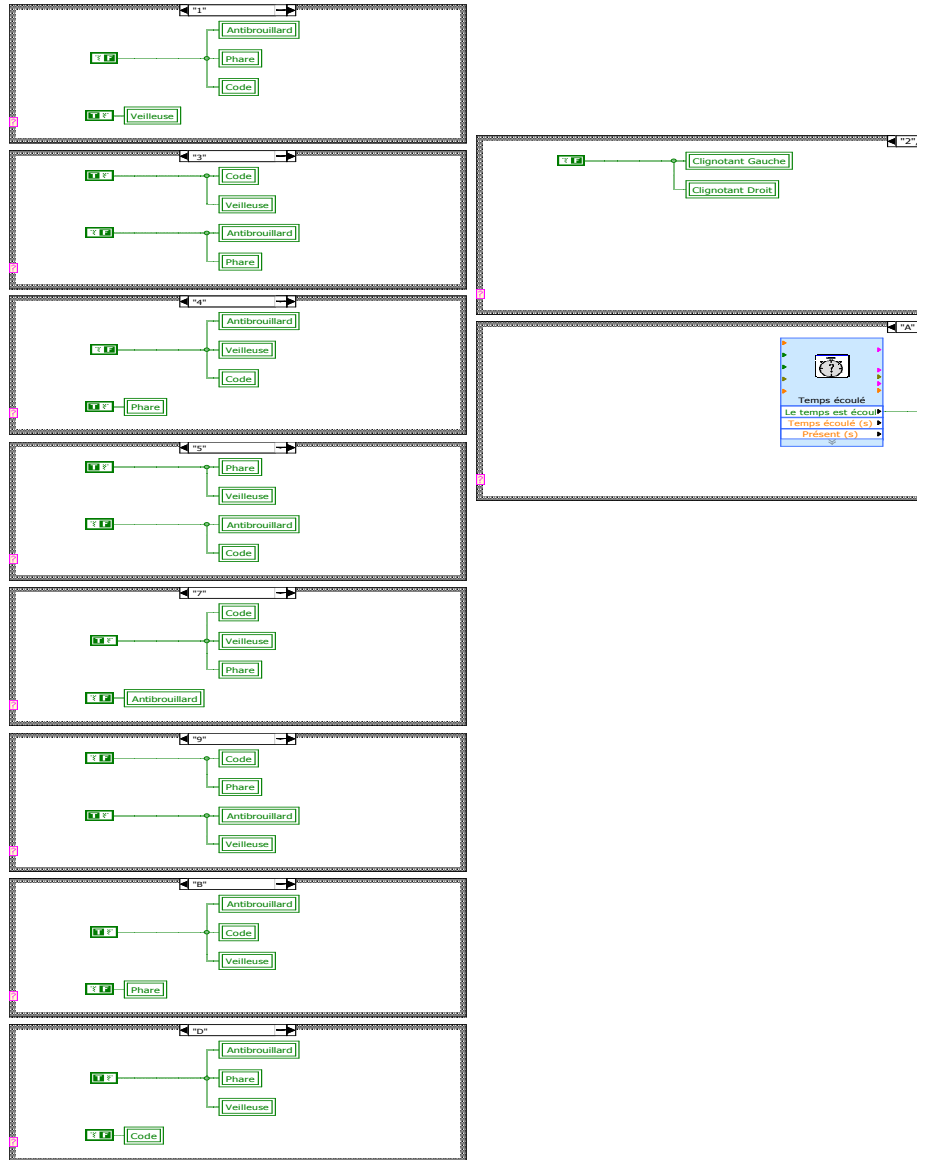 "1"
Antibrouillard
F
Phare
Code
T
Veilleuse
?
"3"
T
Code
Veilleuse
F
Antibrouillard
Phare
?
"4"
Antibrouillard
F
Veilleuse
Code
T
Phare
?
"5"
T
Phare
Veilleuse
F
Antibrouillard
Code
?
"7"
Code
T
Veilleuse
Phare
F
Antibrouillard
?
"9"
F
Code
Phare
T
Antibrouillard
Veilleuse
?
"B"
Antibrouillard
T
Code
Veilleuse
F
Phare
?
"D"
Antibrouillard
T
Phare
Veilleuse
F
Code
?
"2"
F
Clignotant Gauche
Clignotant Droit
?
"A"
?
Temps écoulé
Le temps est écoul
Temps écoulé (s)
Présent (s)
?